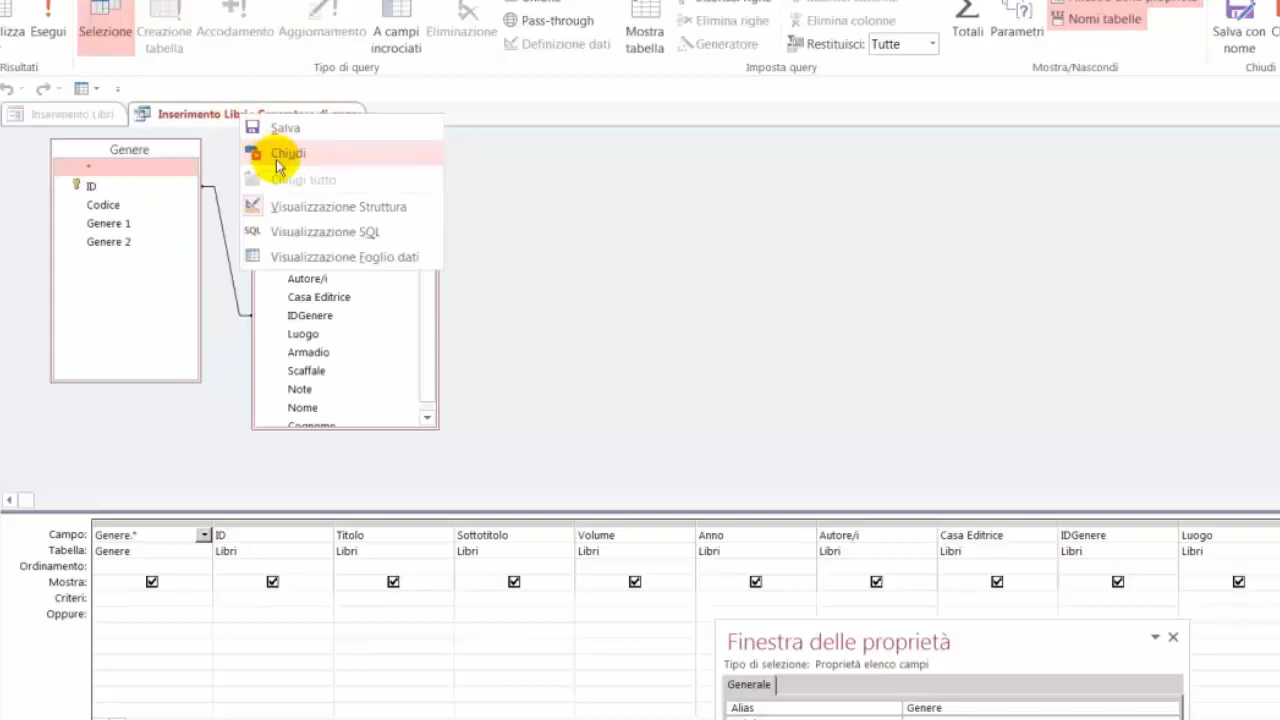 Esegui
Selezione
Creazione
tabella
Accodamento
Aggiornamento
A campi
incrociati
Eliminazione
Pass-through
Definizione dati
Mostra
tabella
Elimina righe
Generatore
Elimina colonne
Restituisci: Tutte
Totali
Parametri
Nomi tabelle
Salva con
nome
Risultati
Tipo di query
Imposta query
Mostra/Nascondi
Chiudi
Inserimento Libri
Inserimento Libri
Salva
Chiudi
Chiudi tutto
Visualizzazione Struttura
SQL Visualizzazione SQL
Visualizzazione Foglio dati
Genere
*
ID
Codice
Genere 1
Genere 2
Autore/i
Casa Editrice
IDGenere
Luogo
Armadio
Scaffale
Note
Nome
Cognome
Campo: Genere.* ID Titolo Sottotitolo Volume Anno Autore/i Casa Editrice IDGenere Luogo
Tabella: Genere Libri Libri Libri Libri Libri Libri Libri Libri Libri
Ordinamento:
Mostra:
Criteri:
Oppure:
Finestra delle proprietà
Tipo di selezione: Proprietà elenco campi
Generale
Alias Genere